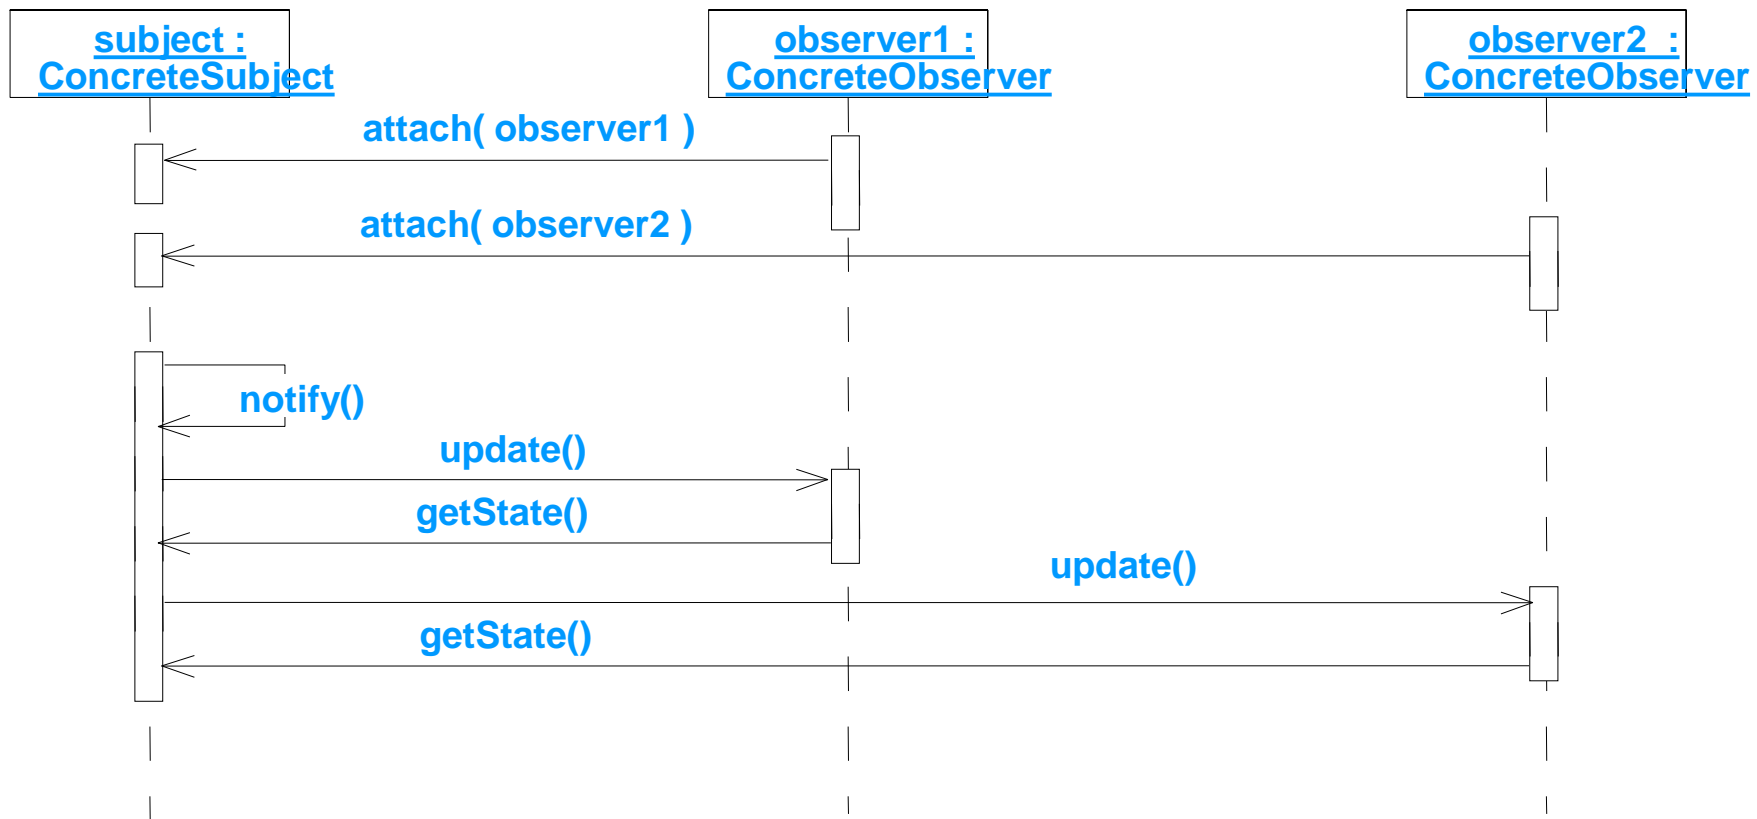 subject :
ConcreteSubject
observer1 :
ConcreteObserver
observer2 :
ConcreteObserver
attach( observer1 )
attach( observer2 )
notify()
update()
getState()
update()
getState()